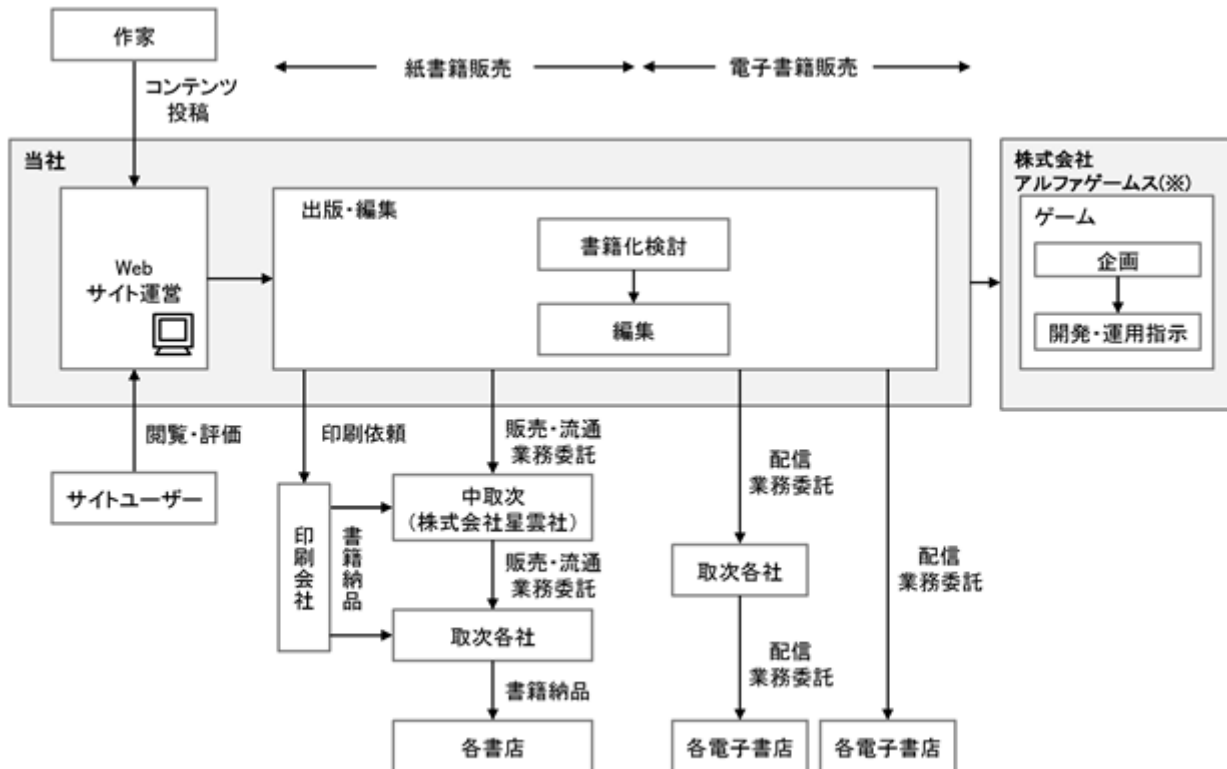 作家
紙書籍販売
電子書籍販売
コンテンツ
投稿
当社
株式会社
アルファゲームス(※)
出版・編集
ゲーム
書籍化検討
企画
Web
サイト運営
編集
開発・運用指示
閲覧・評価
印刷依頼
販売・流通
業務委託
配信
業務委託
サイトユーザー
中取次
(株式会社星雲社)
印刷会社
書籍納品
販売・流通
業務委託
取次各社
配信
業務委託
取次各社
配信
業務委託
書籍納品
各書店
各電子書店
各電子書店